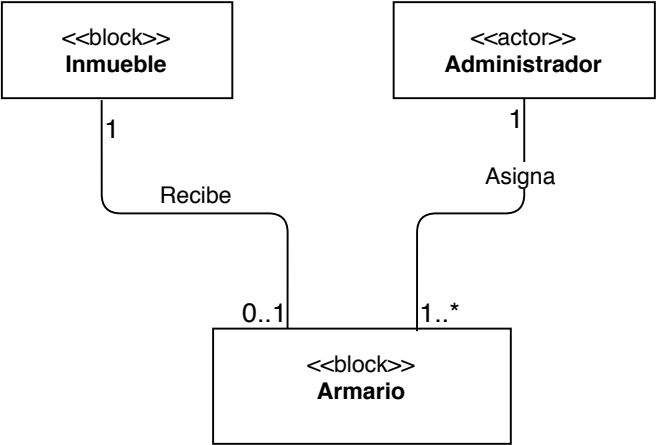 <<block>>
Inmueble
<<actor>>
Administrador
1
1
Asigna
Recibe
0..1
1..*
<<block>>
Armario